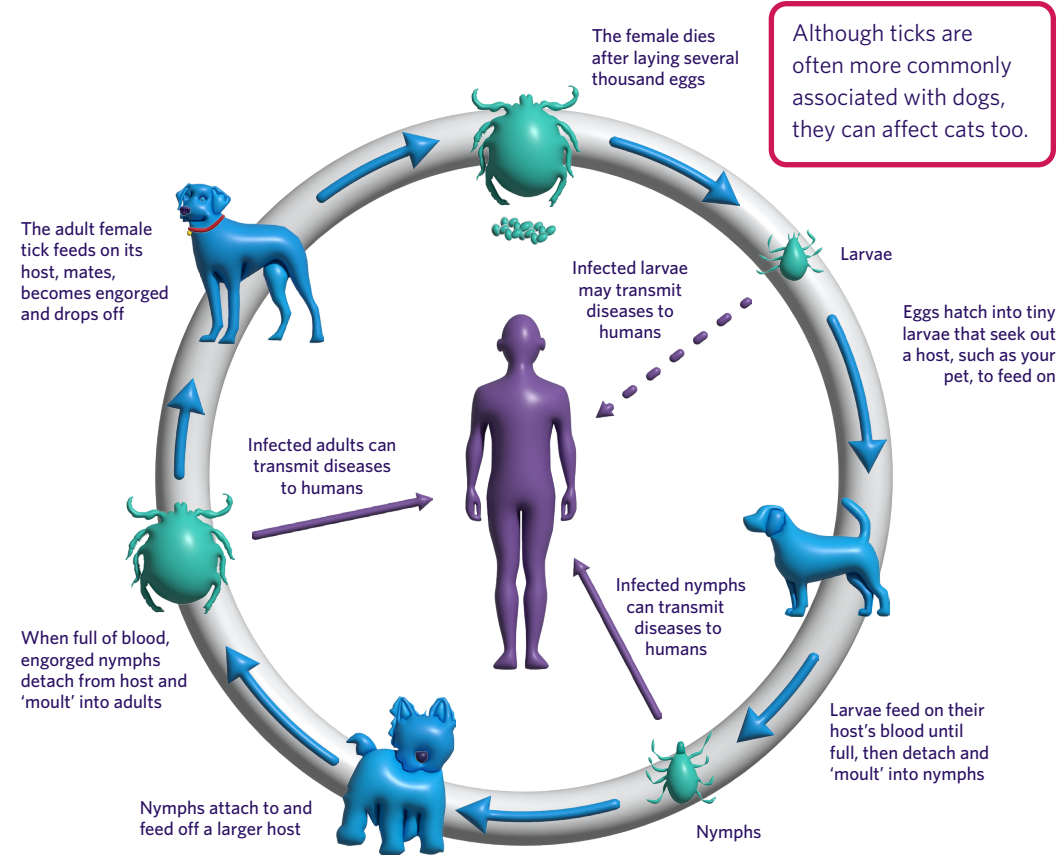 The female dies
after laying several
thousand eggs
Although ticks are
often more commonly
associated with dogs,
they can affect cats too.
Larvae
Eggs hatch into tiny
larvae that seek out
a host, such as your
pet, to feed on
Infected larvae
may transmit
diseases to
humans
Larvae feed on their
host's blood until
full, then detach and
‘moult’ into nymphs
Nymphs
Infected nymphs
can transmit
diseases to
humans
Nymphs attach to and
feed off a larger host
When full of blood,
engorged nymphs
detach from host and
‘moult’ into adults
Infected adults can
transmit diseases
to humans
The adult female
tick feeds on its
host, mates,
becomes engorged
and drops off